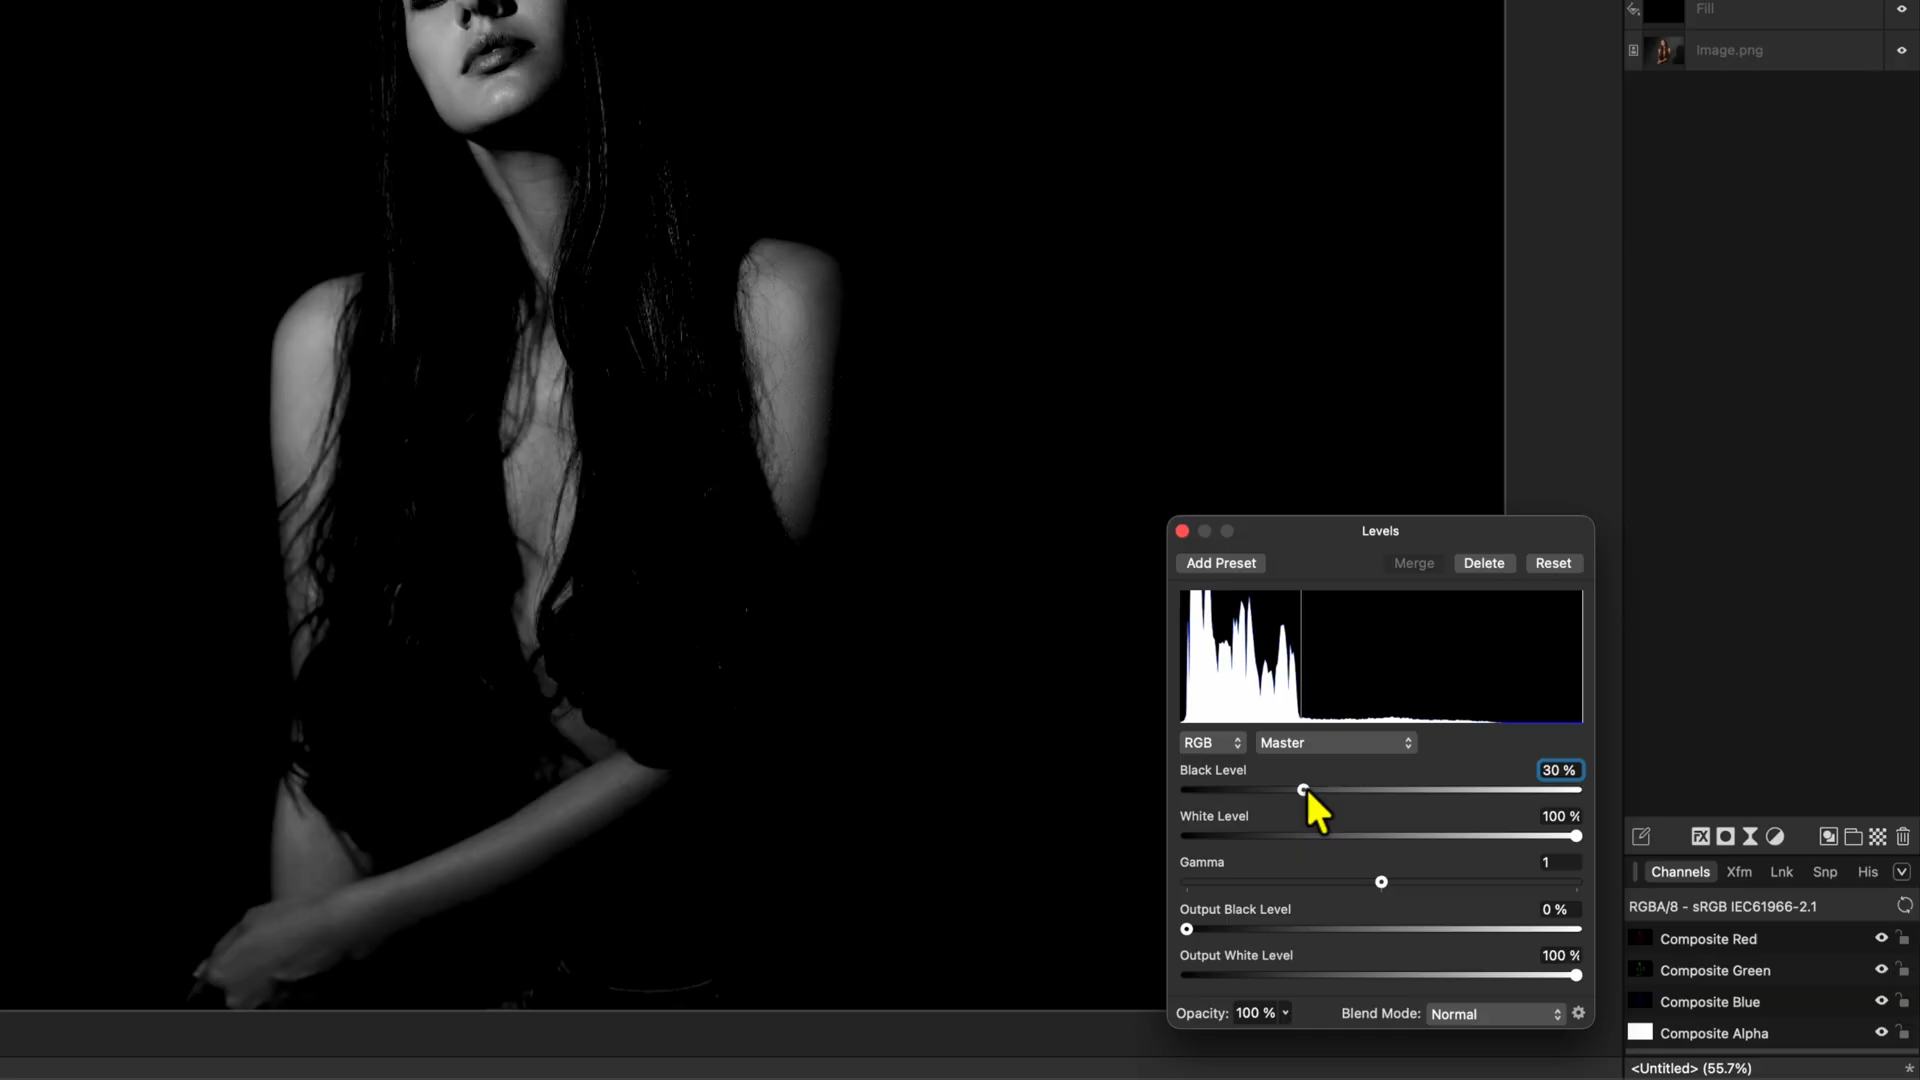 Fill
Image.png
Levels
Add Preset Merge Delete Reset
RGB Master
Black Level 30 %
White Level 100 %
Gamma 1
Output Black Level 0 %
Output White Level 100 %
Opacity: 100 % Blend Mode: Normal
FX
Channels Xfm Lnk Snp His
RGBA/8 - sRGB IEC61966-2.1
Composite Red
Composite Green
Composite Blue
Composite Alpha
<Untitled> (55.7%) *